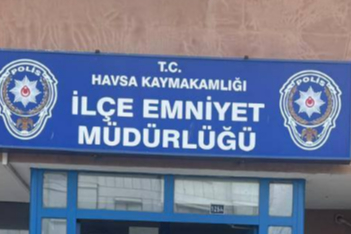 T.C.
HAVSA KAYMAKAMLIĞI
İLÇE EMNİYET
MÜDÜRLÜĞÜ
POLİS
POLİS